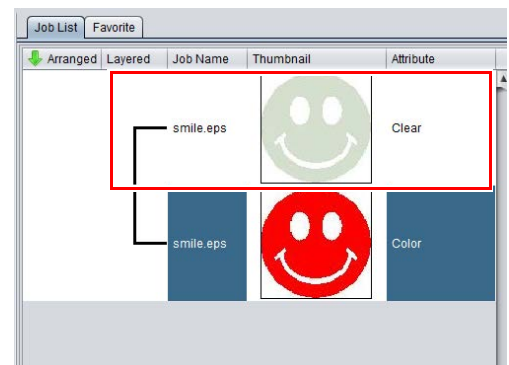 Job List Favorite
Arranged Layered Job Name Thumbnail Attribute
smile.eps Clear
smile.eps Color